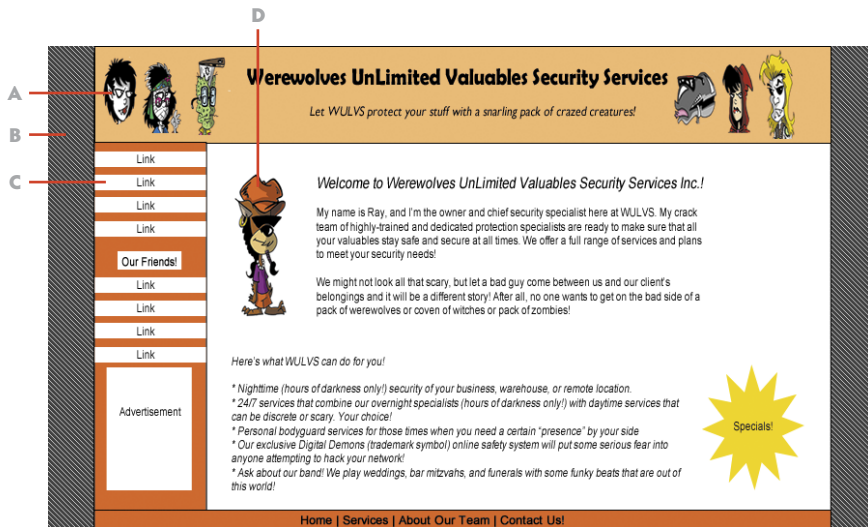 D
A
B
C
Werewolves UnLimited Valuables Security Services
Let WULVS protect your stuff with a snarling pack of crazed creatures!
Link
Link
Link
Link
Our Friends!
Link
Link
Link
Link
Advertisement
Welcome to Werewolves UnLimited Valuables Security Services Inc.!
My name is Ray, and I'm the owner and chief security specialist here at WULVS. My crack
team of highly-trained and dedicated protection specialists are ready to make sure that all
your valuables stay safe and secure at all times. We offer a full range of services and plans
to meet your security needs!
We might not look all that scary, but let a bad guy come between us and our client's
belongings and it will be a different story! After all, no one wants to get on the bad side of a
pack of werewolves or coven of witches or pack of zombies!
Here's what WULVS can do for you!
* Nighttime (hours of darkness only!) security of your business, warehouse, or remote location.
* 24/7 services that combine our overnight specialists (hours of darkness only!) with daytime services that
can be discrete or scary. Your choice!
* Personal bodyguard services for those times when you need a certain “presence” by your side
* Our exclusive Digital Demons (trademark symbol) online safety system will put some serious fear into
anyone attempting to hack your network!
* Ask about our band! We play weddings, bar mitzvahs, and funerals with some funky beats that are out of
this world!
Specials!
Home | Services | About Our Team | Contact Us!